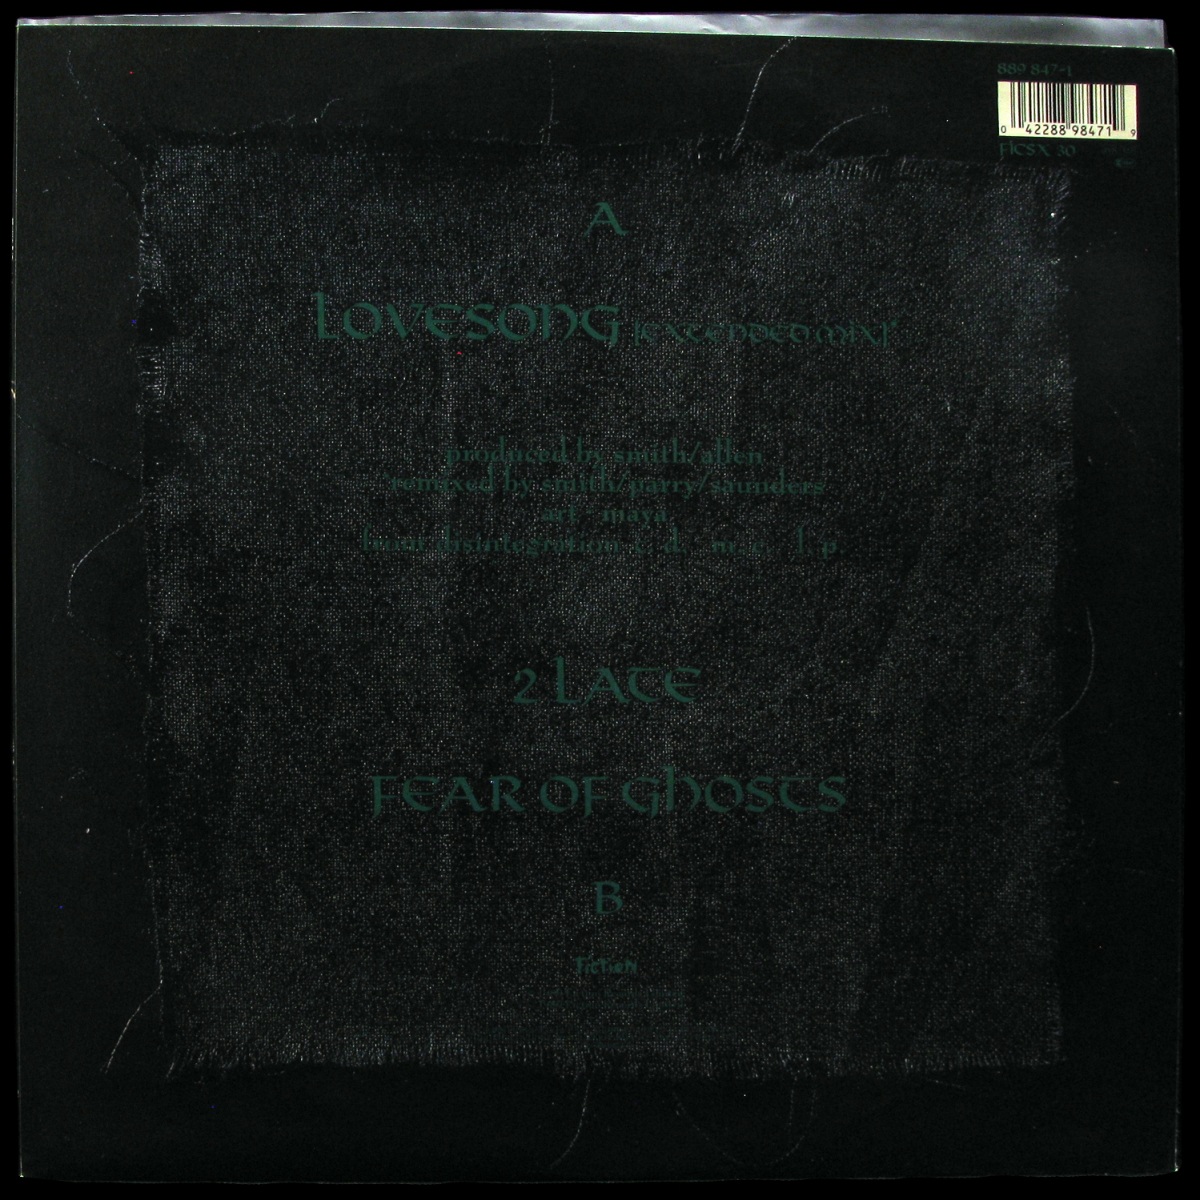 889 847-1
0 42288 98471 9
FICSX 30
A
LOVESONG [EXTENDED MIX]*
produced by smith/allen
*remixed by smith/parry/saunders
art maya
from disintegration c. d. m. c. l. p.
2 LATE
FEAR OF GHOSTS
B
Fiction